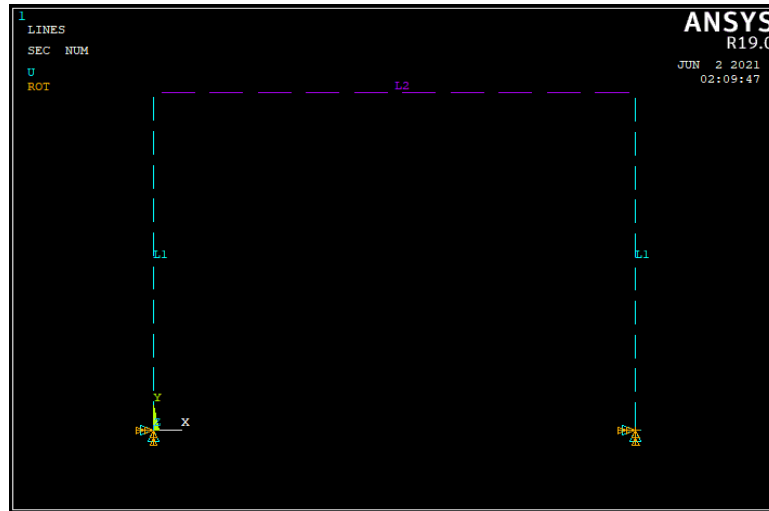 1
LINES
SEC NUM
U
ROT
ANSYS
R19.0
JUN 2 2021
02:09:47
L2
L1
L1
Y
X